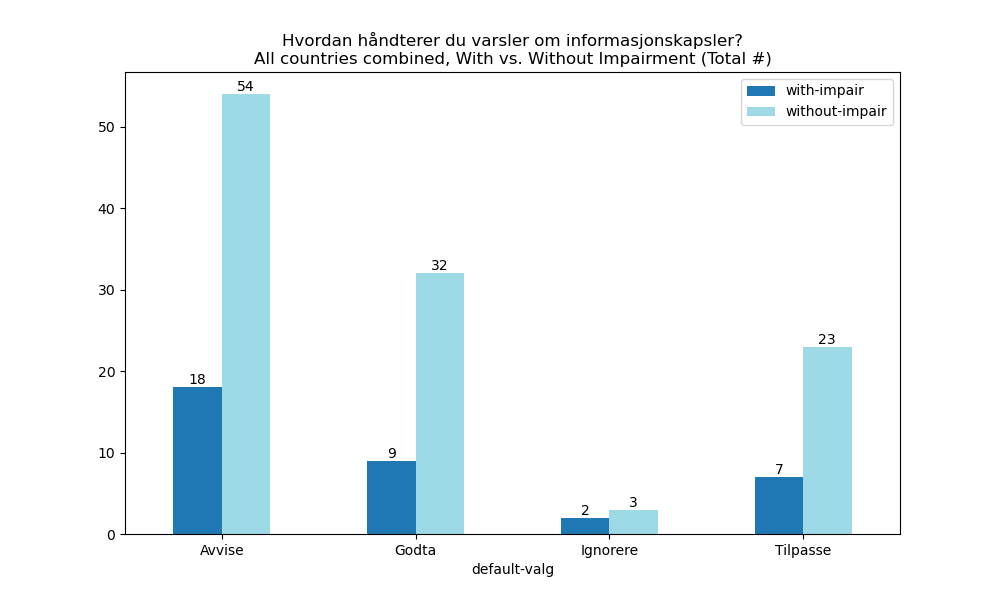 Hvordan håndterer du varsler om informasjonskapsler?
All countries combined, With vs. Without Impairment (Total #)
with-impair
without-impair
50
40
30
20
10
0
18
54
9
32
2
3
7
23
Avvise
Godta
Ignorere
Tilpasse
default-valg